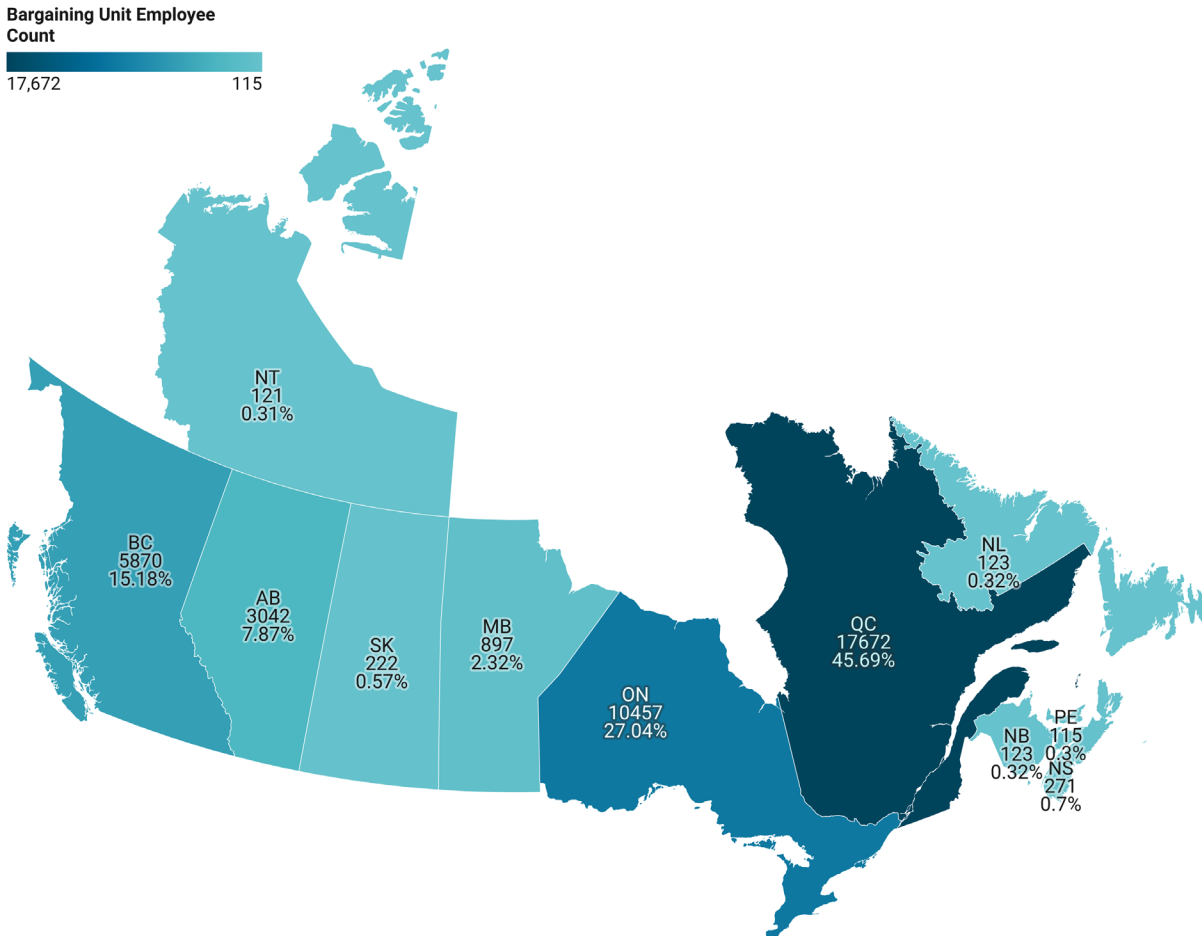 Bargaining Unit Employee
Count
17,672
115
NT
121
0.31%
BC
5870
15.18%
AB
3042
7.87%
SK
222
0.57%
MB
897
2.32%
ON
10457
27.04%
QC
17672
45.69%
NL
123
0.32%
NB
123
0.32%
PE
115
0.3%
NS
271
0.7%